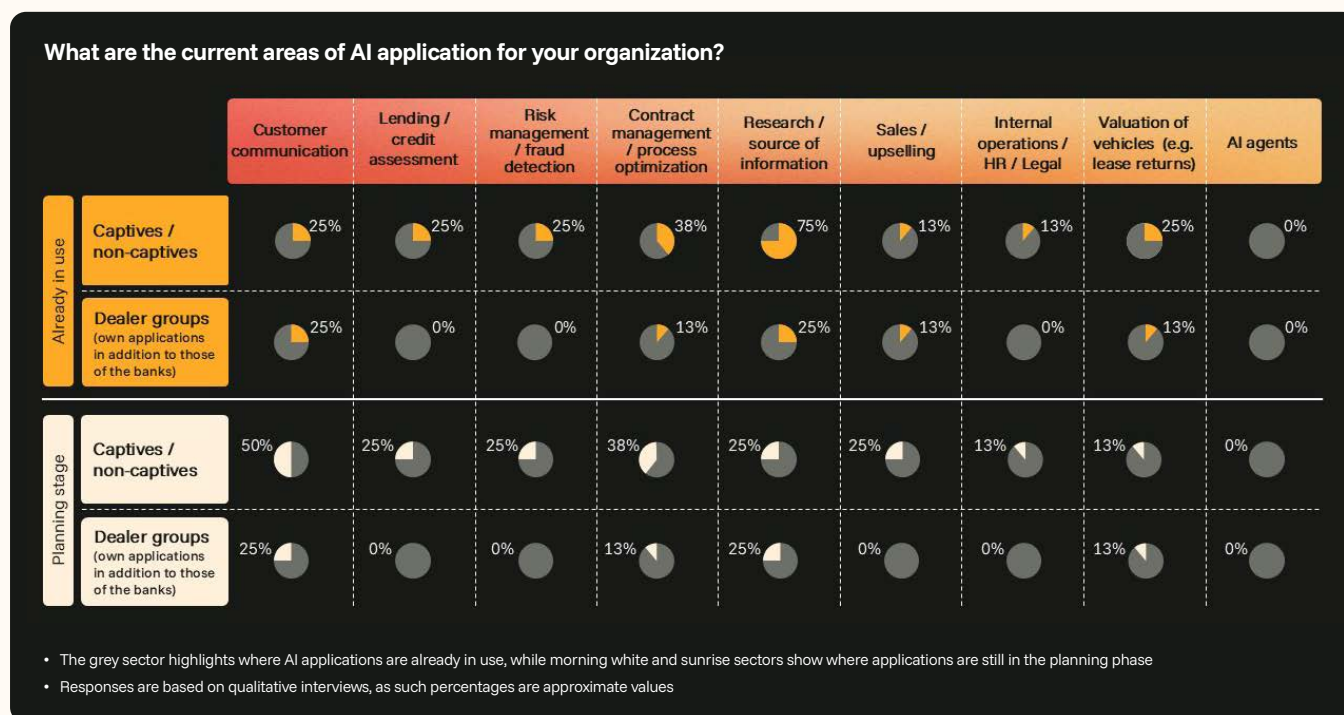 What are the current areas of AI application for your organization?
Customer
communication
Lending /
credit
assessment
Risk
management
/ fraud
detection
Contract
management
/ process
optimization
Research /
source of
information
Sales /
upselling
Internal
operations /
HR / Legal
Valuation of
vehicles (e.g.
lease returns)
AI agents
Already in use
Captives /
non-captives
25%
25%
25%
38%
75%
13%
13%
25%
0%
Dealer groups
(own applications
in addition to those
of the banks)
25%
0%
0%
13%
25%
13%
0%
13%
0%
Planning stage
Captives /
non-captives
50%
25%
25%
38%
25%
25%
13%
13%
0%
Dealer groups
(own applications
in addition to those
of the banks)
25%
0%
0%
13%
25%
0%
0%
13%
0%
• The grey sector highlights where AI applications are already in use, while morning white and sunrise sectors show where applications are still in the planning phase
• Responses are based on qualitative interviews, as such percentages are approximate values